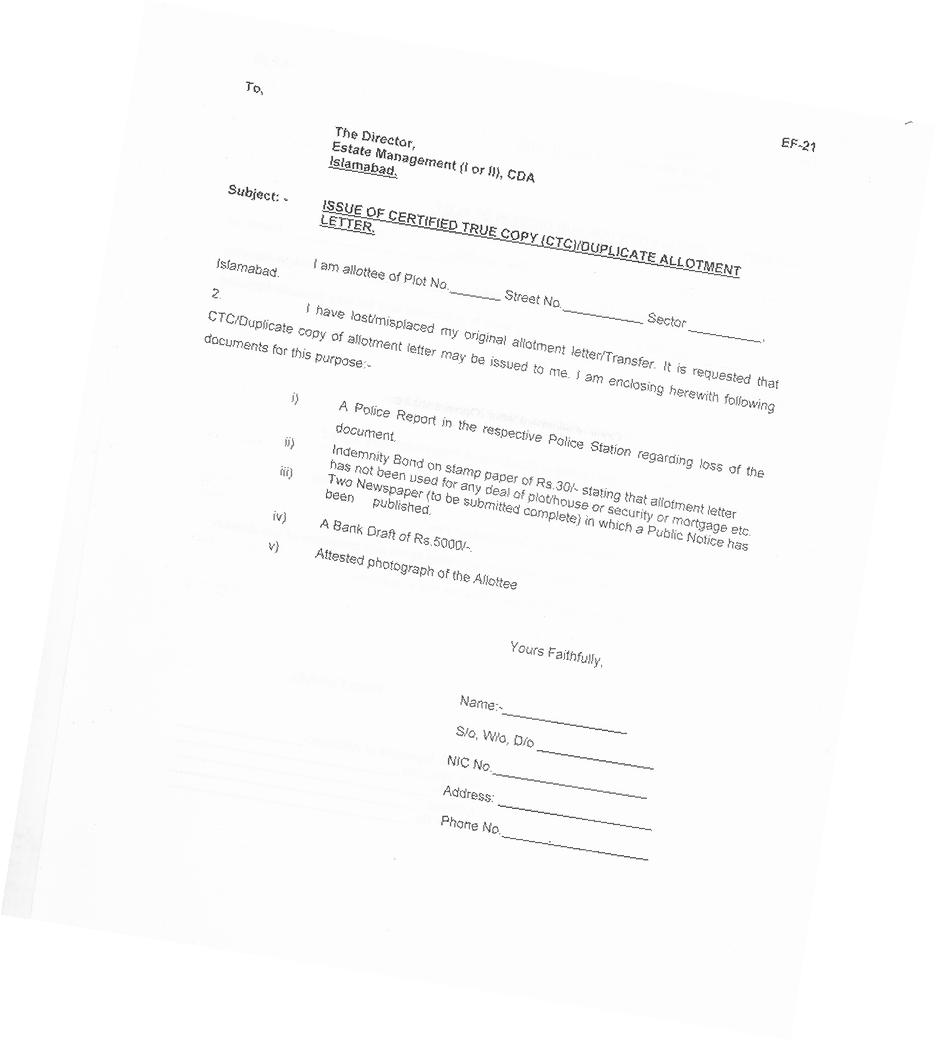 EF-21
To,
The Director,
Estate Management (I or II), CDA
Islamabad.
Subject: -
ISSUE OF CERTIFIED TRUE COPY (CTC)/DUPLICATE ALLOTMENT
LETTER.
I am allottee of Plot No._______ Street No.___________ Sector __________,
Islamabad.
2. I have lost/misplaced my original allotment letter/Transfer. It is requested that
CTC/Duplicate copy of allotment letter may be issued to me. I am enclosing herewith following
documents for this purpose:-
i) A Police Report in the respective Police Station regarding loss of the
document.
ii) Indemnity Bond on stamp paper of Rs.30/- stating that allotment letter
has not been used for any deal of plot/house or security or mortgage etc.
iii) Two Newspaper (to be submitted complete) in which a Public Notice has
been published.
iv) A Bank Draft of Rs.5000/-.
v) Attested photograph of the Allottee
Yours Faithfully,
Name:-_________________
S/o, W/o, D/o ________________
NIC No._____________________
Address: _____________________
Phone No.____________________